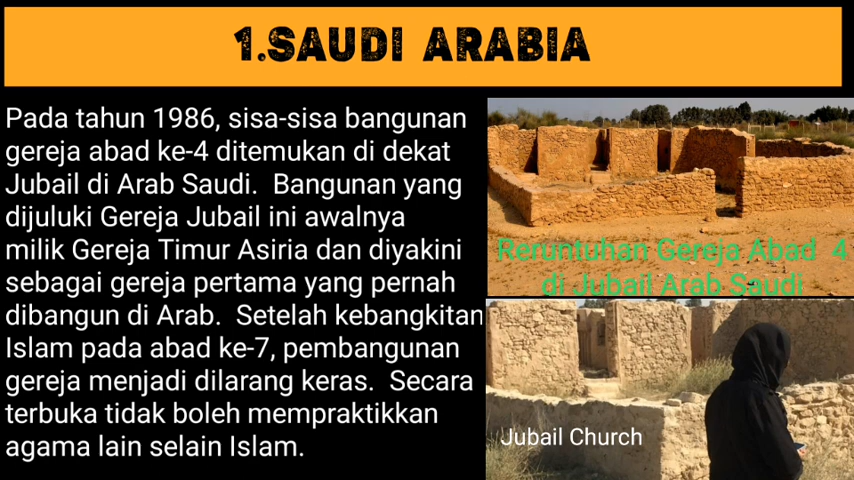 1.SAUDI ARABIA
Pada tahun 1986, sisa-sisa bangunan
gereja abad ke-4 ditemukan di dekat
Jubail di Arab Saudi. Bangunan yang
dijuluki Gereja Jubail ini awalnya
milik Gereja Timur Asiria dan diyakini
sebagai gereja pertama yang pernah
dibangun di Arab. Setelah kebangkitan
Islam pada abad ke-7, pembangunan
gereja menjadi dilarang keras. Secara
terbuka tidak boleh mempraktikkan
agama lain selain Islam.
Reruntuhan Gereja Abad 4
di Jubail Arab Saudi
Jubail Church